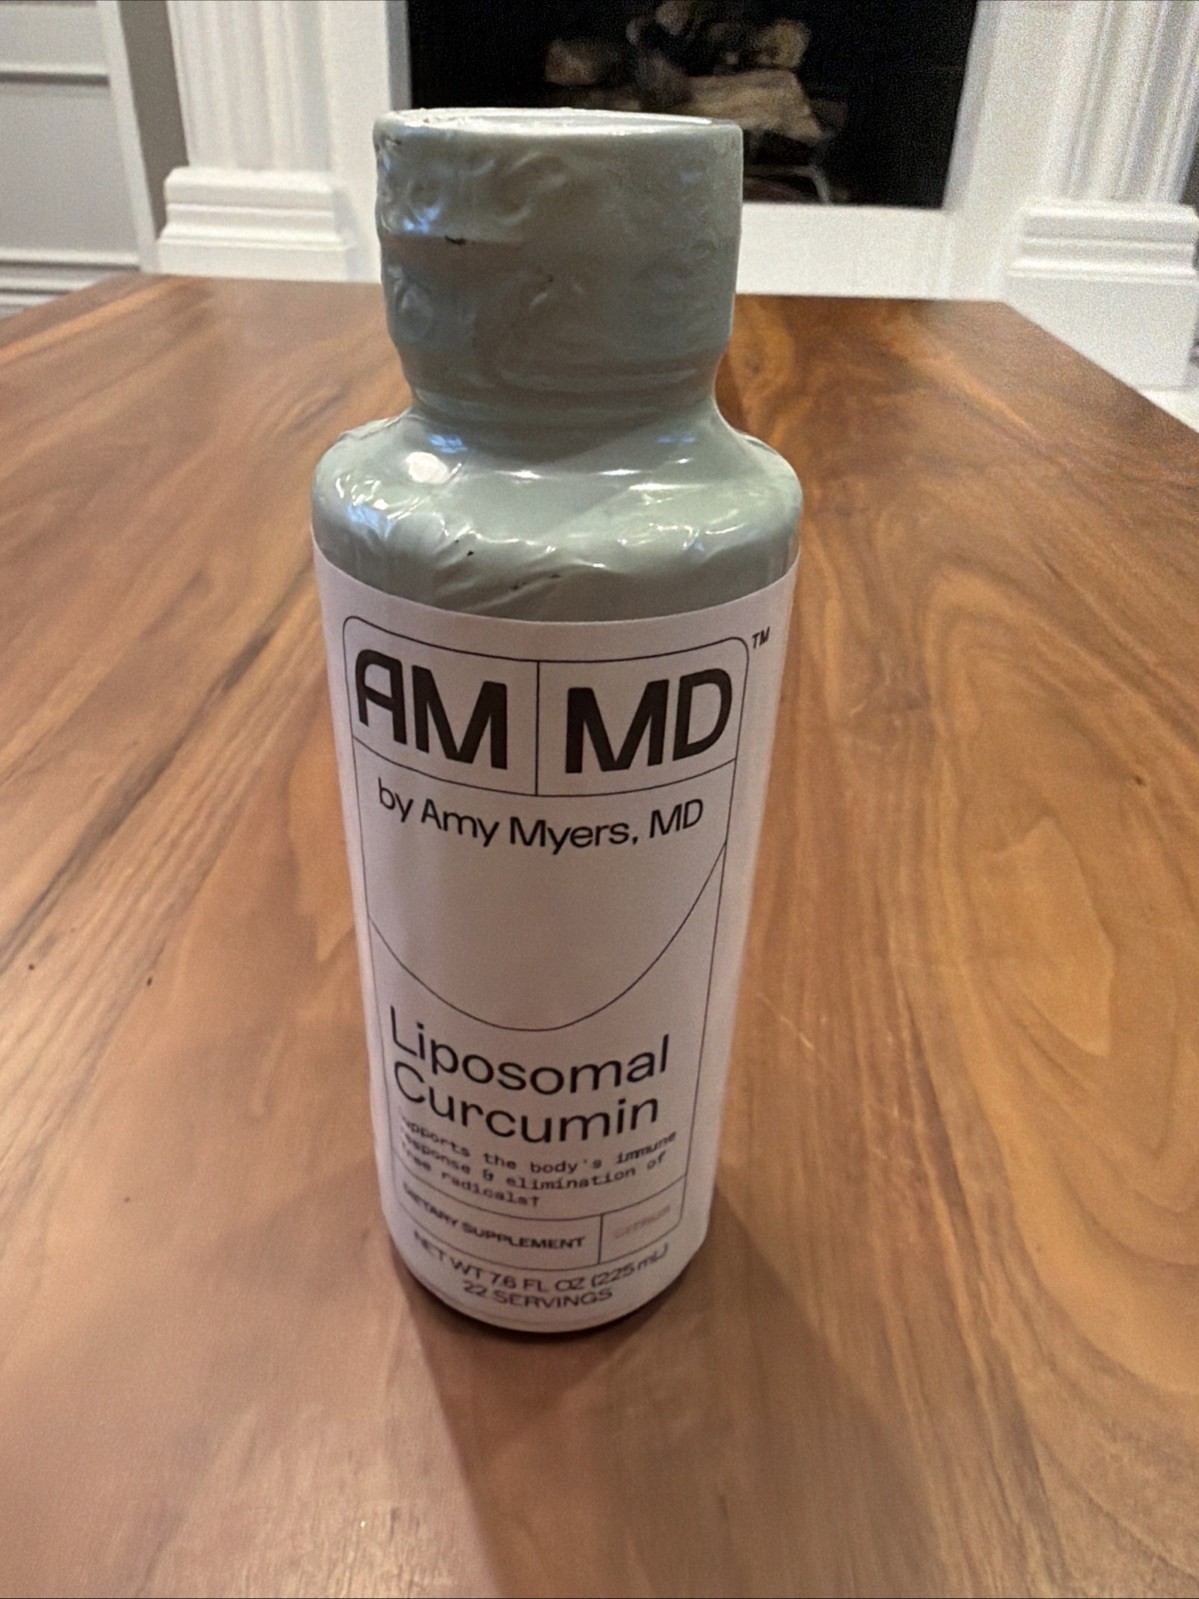 AM MD ™
by Amy Myers, MD
Liposomal
Curcumin
supports the body's immune
response & elimination of
free radicals†
DIETARY SUPPLEMENT CITRUS
NET WT 7.6 FL OZ (225 mL)
22 SERVINGS